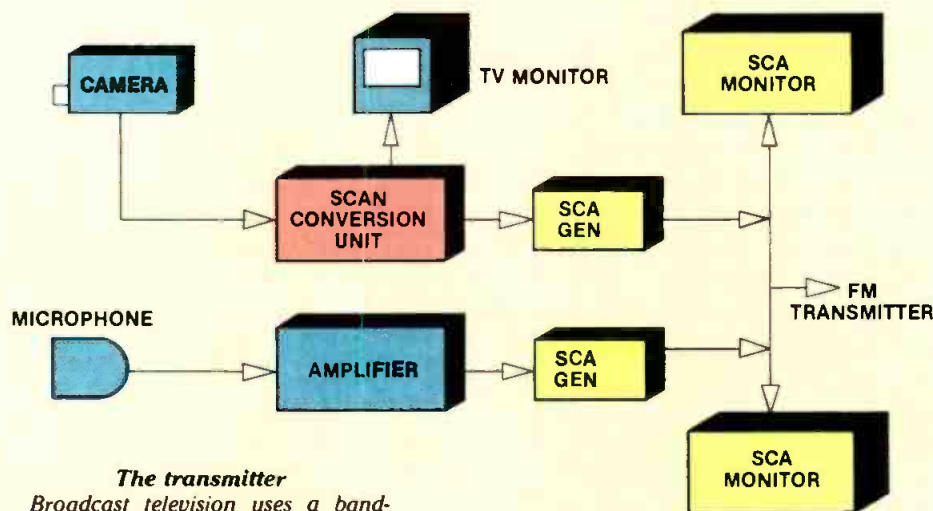 CAMERA
TV MONITOR
SCA
MONITOR
SCAN
CONVERSION
UNIT
SCA
GEN
FM
TRANSMITTER
MICROPHONE
AMPLIFIER
SCA
GEN
SCA
MONITOR
The transmitter
Broadcast television uses a band-